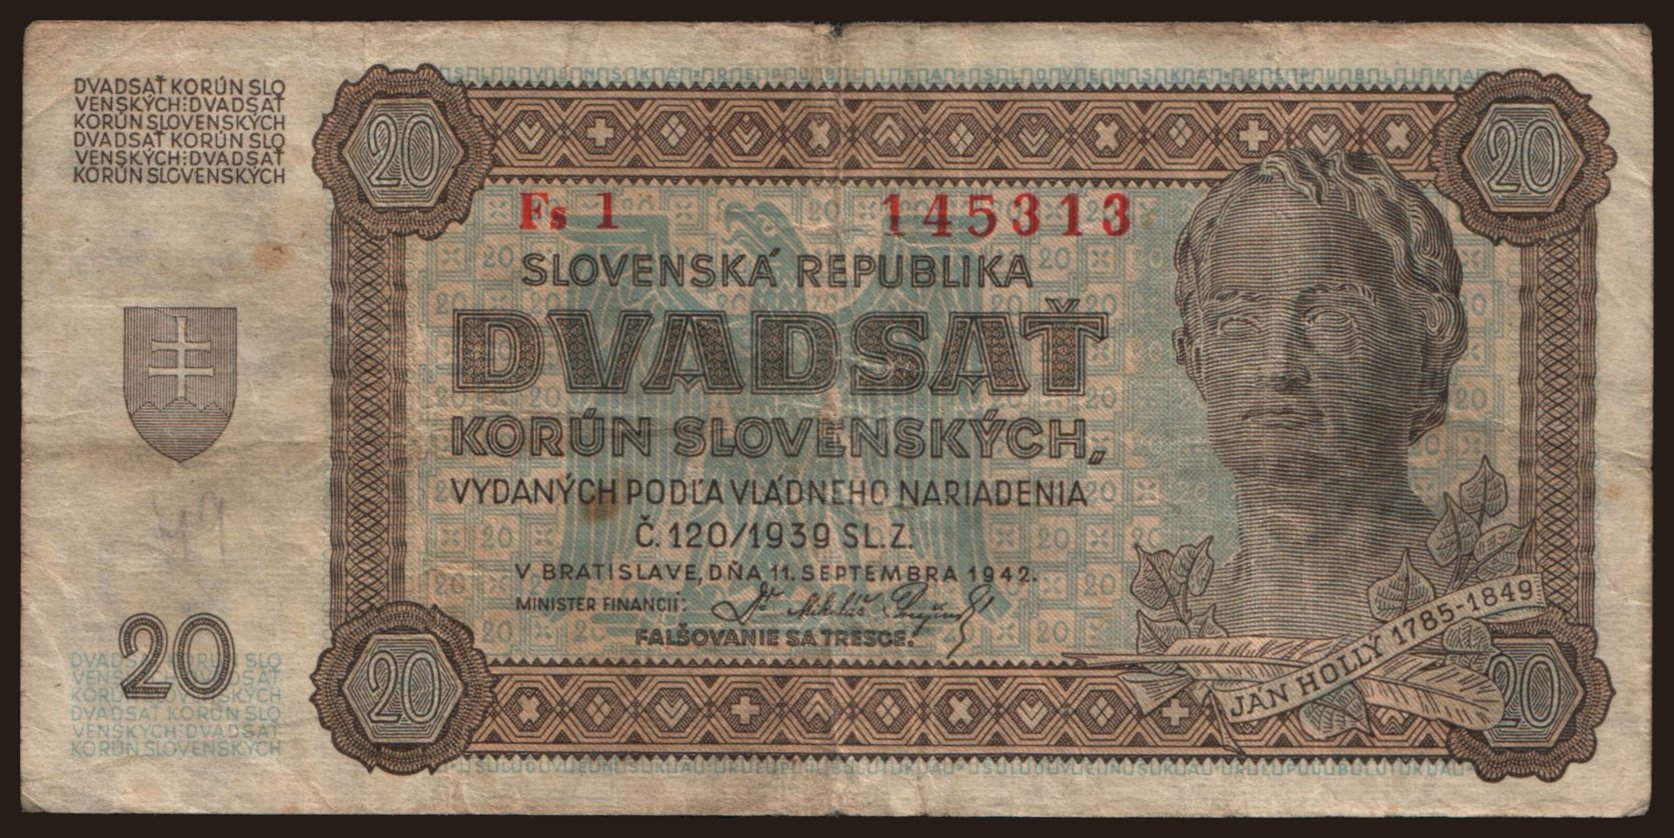 DVADSAŤ KORÚN SLO
VENSKÝCH:DVADSAŤ
KORÚN SLOVENSKÝCH
DVADSAŤ KORÚN SLO
VENSKÝCH:DVADSAŤ
KORÚN SLOVENSKÝCH
20
20
Fs 1 145313
SLOVENSKÁ REPUBLIKA
DVADSAŤ
KORÚN SLOVENSKÝCH,
VYDANÝCH PODĽA VLÁDNEHO NARIADENIA
Č. 120/1939 SL. Z.
V BRATISLAVE, DŇA 11. SEPTEMBRA 1942.
MINISTER FINANCIÍ:
FALŠOVANIE SA TRESCE.
JÁN HOLLÝ 1785-1849
20
DVADSAŤ KORÚN SLO
VENSKÝCH DVADSAŤ
KORÚN SLOVENSKÝCH
DVADSAŤ KORÚN SLO
VENSKÝCH DVADSAŤ
KORÚN SLOVENSKÝCH
20
20